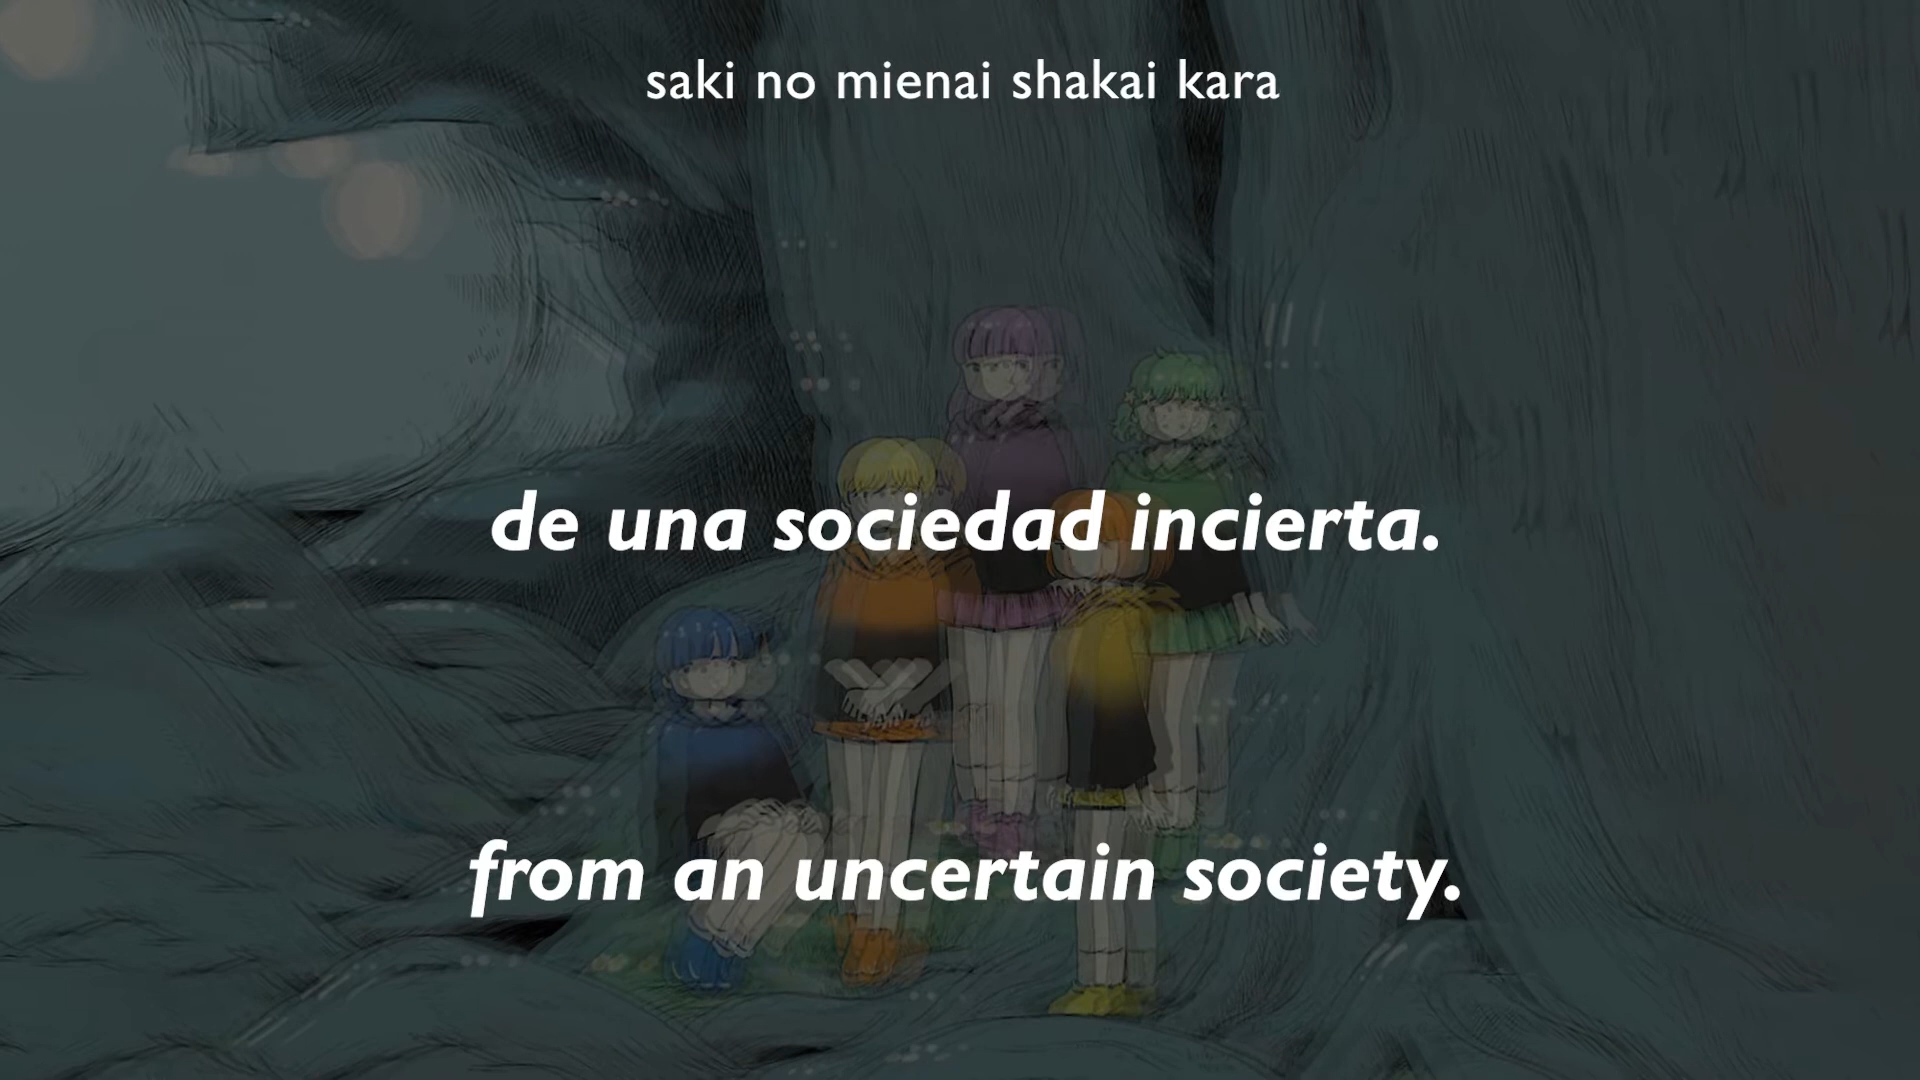 saki no mienai shakai kara
de una sociedad incierta.
from an uncertain society.